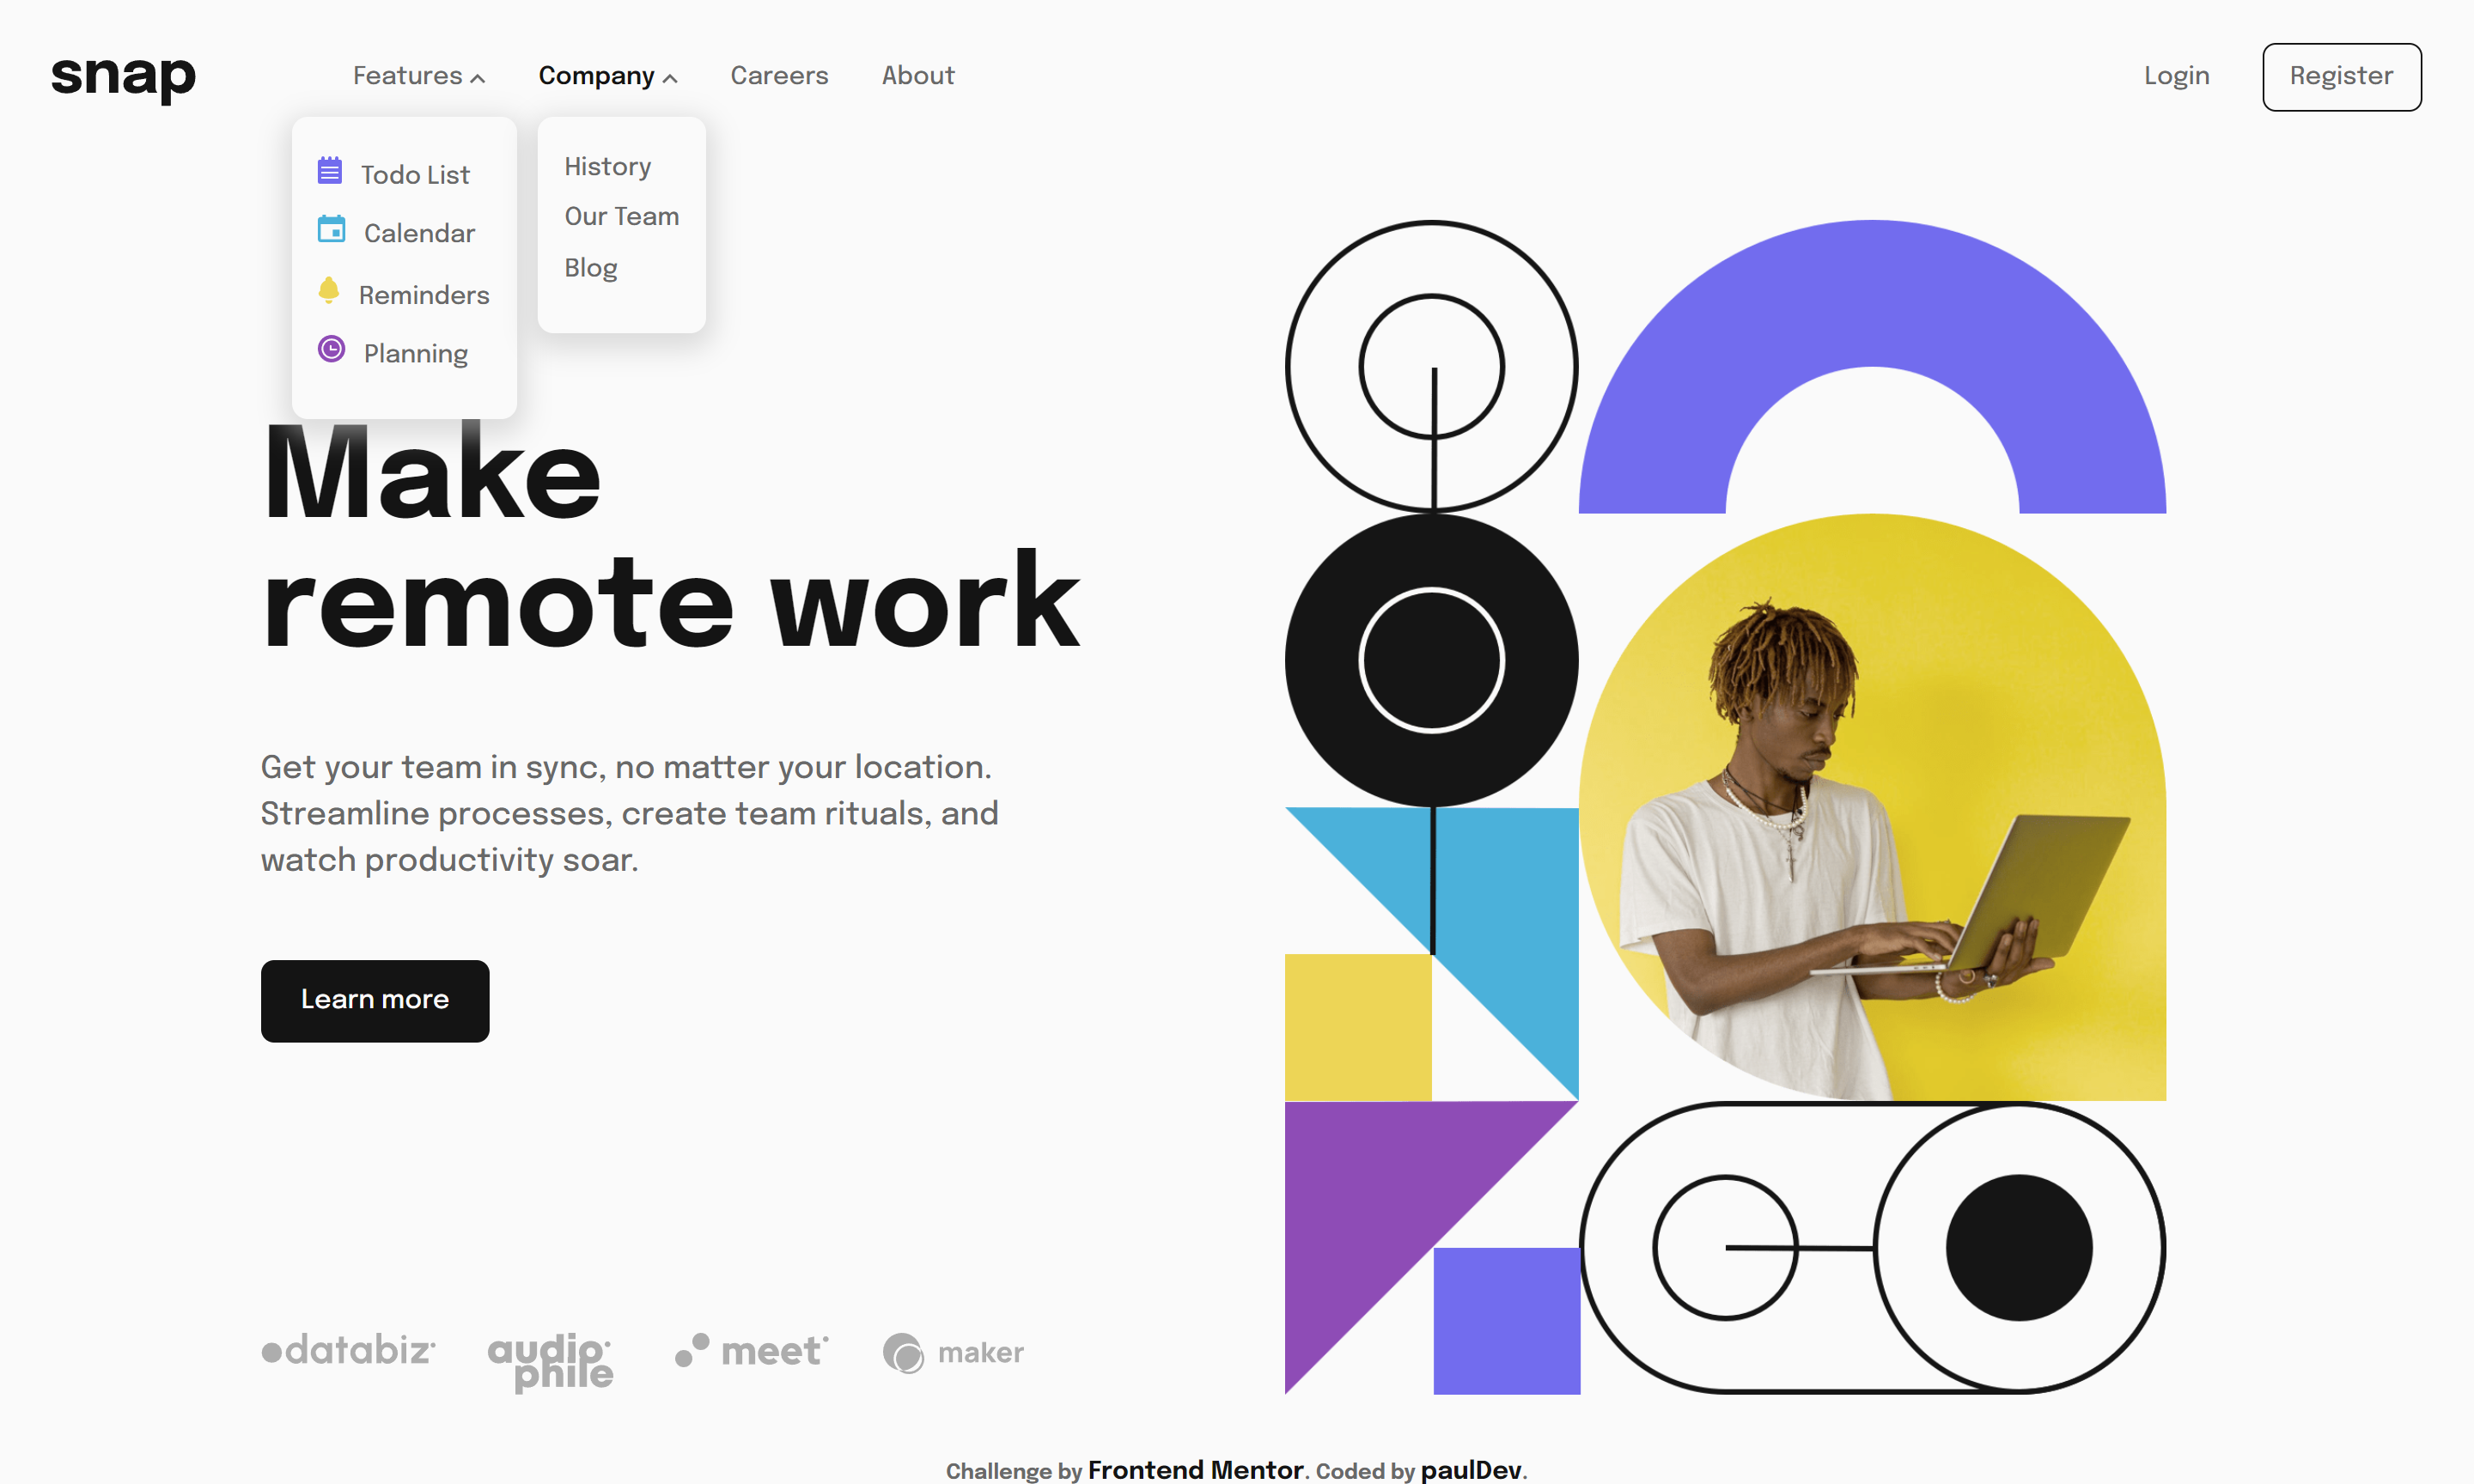 snap
Features
Company
Careers
About
Login
Register
Todo List
Calendar
Reminders
Planning
History
Our Team
Blog
Make
remote work
Get your team in sync, no matter your location.
Streamline processes, create team rituals, and
watch productivity soar.
Learn more
databiz
audio
phile
meet
maker
Challenge by Frontend Mentor. Coded by paulDev.